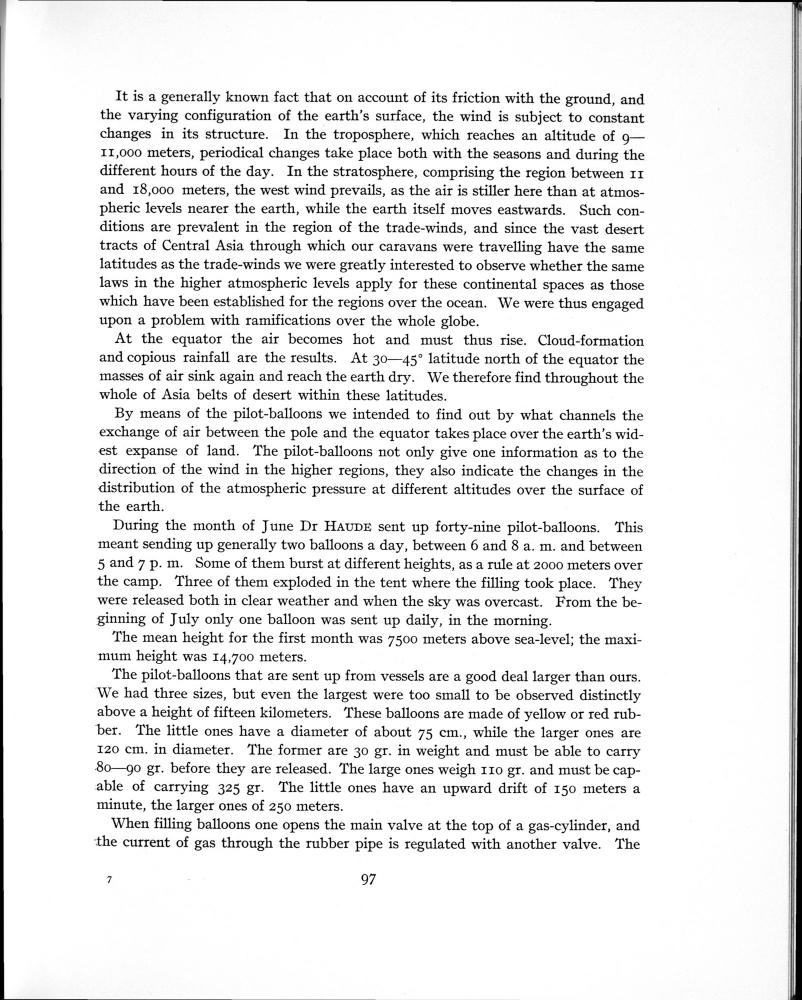 It is a generally known fact that on account of its friction with the ground, and
the varying configuration of the earth's surface, the wind is subject to constant
changes in its structure. In the troposphere, which reaches an altitude of 9—
11,000 meters, periodical changes take place both with the seasons and during the
different hours of the day. In the stratosphere, comprising the region between 11
and 18,000 meters, the west wind prevails, as the air is stiller here than at atmos-
pheric levels nearer the earth, while the earth itself moves eastwards. Such con-
ditions are prevalent in the region of the trade-winds, and since the vast desert
tracts of Central Asia through which our caravans were travelling have the same
latitudes as the trade-winds we were greatly interested to observe whether the same
laws in the higher atmospheric levels apply for these continental spaces as those
which have been established for the regions over the ocean. We were thus engaged
upon a problem with ramifications over the whole globe.
At the equator the air becomes hot and must thus rise. Cloud-formation
and copious rainfall are the results. At 30—45° latitude north of the equator the
masses of air sink again and reach the earth dry. We therefore find throughout the
whole of Asia belts of desert within these latitudes.
By means of the pilot-balloons we intended to find out by what channels the
exchange of air between the pole and the equator takes place over the earth's wid-
est expanse of land. The pilot-balloons not only give one information as to the
direction of the wind in the higher regions, they also indicate the changes in the
distribution of the atmospheric pressure at different altitudes over the surface of
the earth.
During the month of June Dr HAUDE sent up forty-nine pilot-balloons. This
meant sending up generally two balloons a day, between 6 and 8 a. m. and between
5 and 7 p. m. Some of them burst at different heights, as a rule at 2000 meters over
the camp. Three of them exploded in the tent where the filling took place. They
were released both in clear weather and when the sky was overcast. From the be-
ginning of July only one balloon was sent up daily, in the morning.
The mean height for the first month was 7500 meters above sea-level; the maxi-
mum height was 14,700 meters.
The pilot-balloons that are sent up from vessels are a good deal larger than ours.
We had three sizes, but even the largest were too small to be observed distinctly
above a height of fifteen kilometers. These balloons are made of yellow or red rub-
ber. The little ones have a diameter of about 75 cm., while the larger ones are
120 cm. in diameter. The former are 30 gr. in weight and must be able to carry
80—90 gr. before they are released. The large ones weigh 110 gr. and must be cap-
able of carrying 325 gr. The little ones have an upward drift of 150 meters a
minute, the larger ones of 250 meters.
When filling balloons one opens the main valve at the top of a gas-cylinder, and
the current of gas through the rubber pipe is regulated with another valve. The
7
97